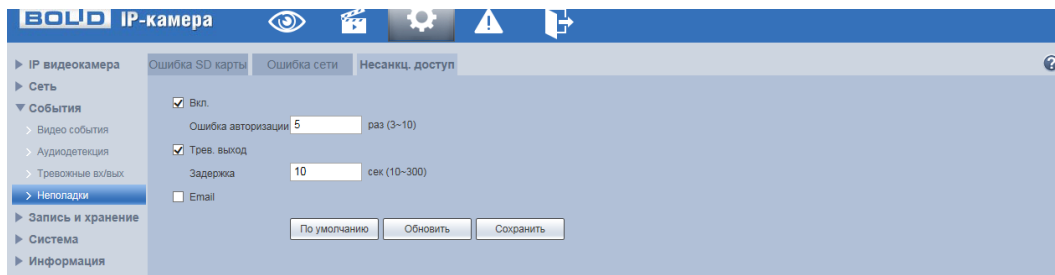 BOLID IP-камера
IP видеокамера
Сеть
События
Видео события
Аудиодетекция
Тревожные вх/вых
Неполадки
Запись и хранение
Система
Информация
Ошибка SD карты Ошибка сети Несанкц. доступ
Вкл.
Ошибка авторизации 5 раз (3~10)
Трев. выход
Задержка 10 сек (10~300)
Email
По умолчанию Обновить Сохранить